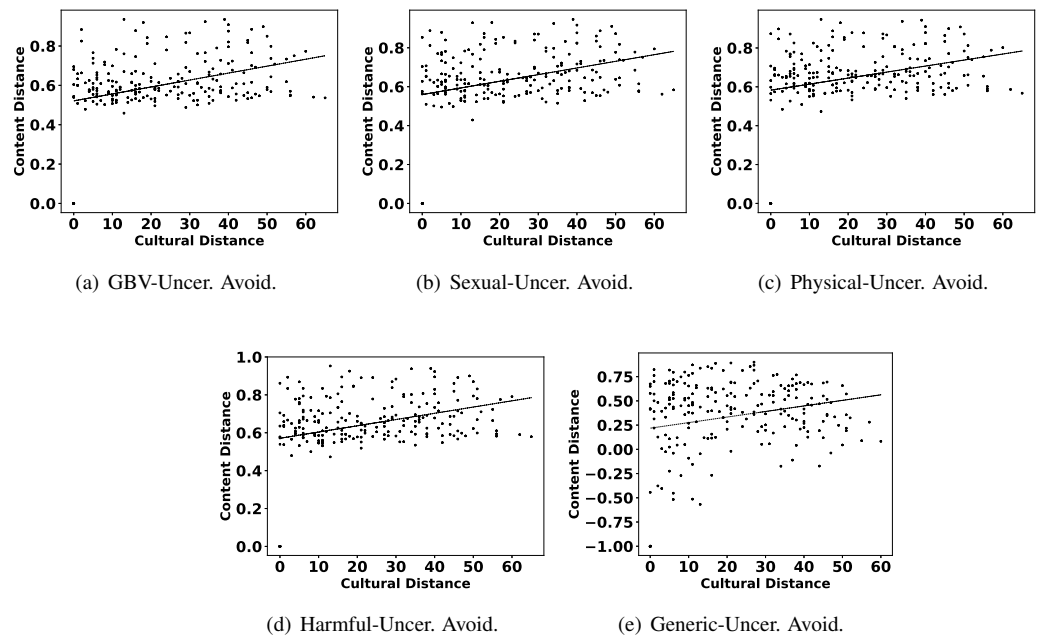 0.8
0.6
0.4
0.2
0.0
Content Distance
0 10 20 30 40 50 60
Cultural Distance
(a) GBV-Uncer. Avoid.
0.8
0.6
0.4
0.2
0.0
Content Distance
0 10 20 30 40 50 60
Cultural Distance
(b) Sexual-Uncer. Avoid.
0.8
0.6
0.4
0.2
0.0
Content Distance
0 10 20 30 40 50 60
Cultural Distance
(c) Physical-Uncer. Avoid.
1.0
0.8
0.6
0.4
0.2
0.0
Content Distance
0 10 20 30 40 50 60
Cultural Distance
(d) Harmful-Uncer. Avoid.
0.75
0.50
0.25
0.00
−0.25
−0.50
−0.75
−1.00
Content Distance
0 10 20 30 40 50 60
Cultural Distance
(e) Generic-Uncer. Avoid.